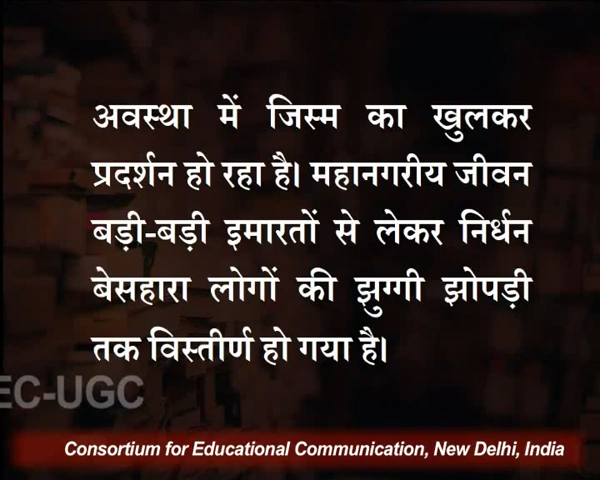 अवस्था में जिस्म का खुलकर
प्रदर्शन हो रहा है। महानगरीय जीवन
बड़ी-बड़ी इमारतों से लेकर निर्धन
बेसहारा लोगों की झुग्गी झोपड़ी
तक विस्तीर्ण हो गया है।
EC-UGC
Consortium for Educational Communication, New Delhi, India